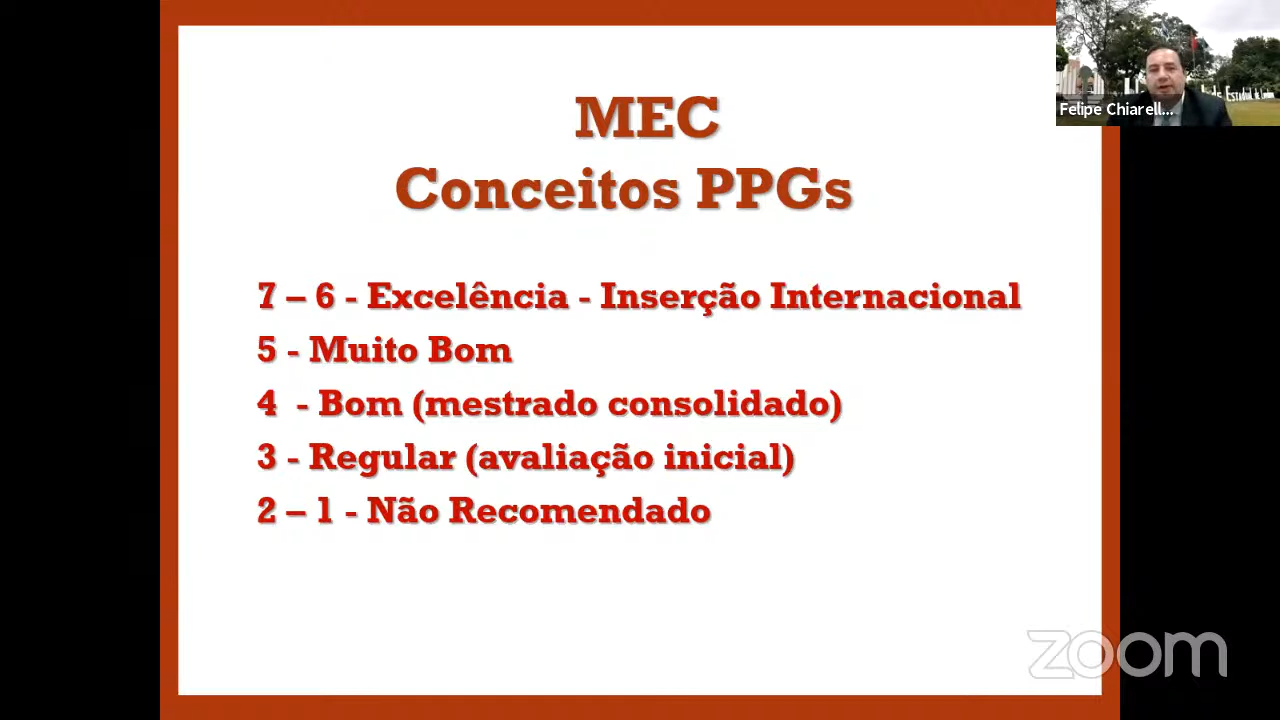 MEC
Conceitos PPGs
7 – 6 - Excelência - Inserção Internacional
5 - Muito Bom
4 - Bom (mestrado consolidado)
3 - Regular (avaliação inicial)
2 – 1 - Não Recomendado
Felipe Chiarell...
zoom